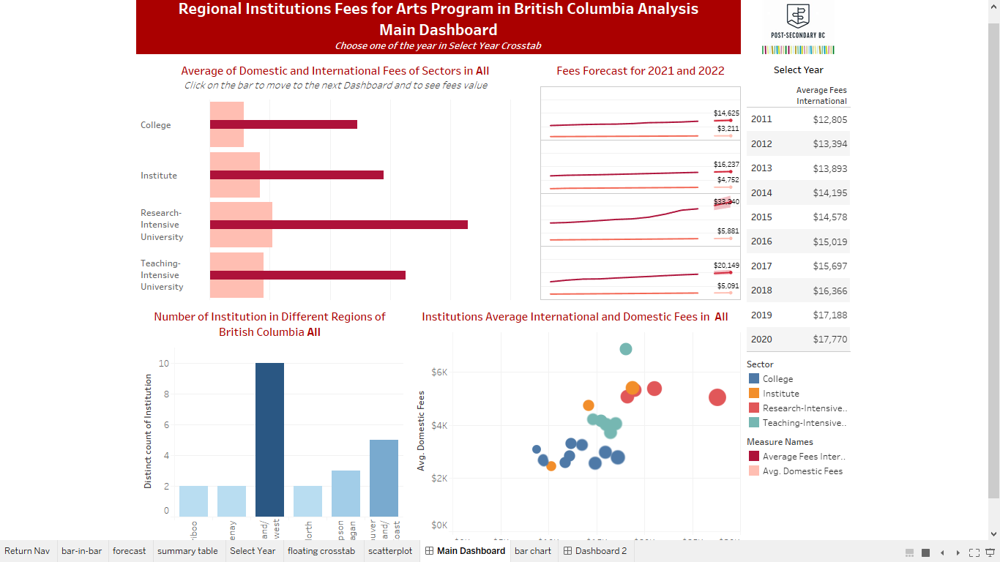 Regional Institutions Fees for Arts Program in British Columbia Analysis
Main Dashboard
Choose one of the year in Select Year Crosstab
POST-SECONDARY BC
Average of Domestic and International Fees of Sectors in All
Click on the bar to move to the next Dashboard and to see fees value
College
Institute
Research-
Intensive
University
Teaching-
Intensive
University
Fees Forecast for 2021 and 2022
$14,625
$3,211
$16,237
$4,752
$33,240
$5,881
$20,149
$5,091
Select Year
Average Fees
International
2011 $12,805
2012 $13,394
2013 $13,893
2014 $14,195
2015 $14,578
2016 $15,019
2017 $15,697
2018 $16,366
2019 $17,188
2020 $17,770
Number of Institution in Different Regions of
British Columbia All
Distinct count of Institution
10
8
6
4
2
0
riboo
enay
and/
west
lorth
pson
agan
ouver
and/
oast
Institutions Average International and Domestic Fees in All
Avg. Domestic Fees
$6K
$4K
$2K
$0K
Sector
College
Institute
Research-Intensive..
Teaching-Intensive..
Measure Names
Average Fees Inter..
Avg. Domestic Fees
Return Nav
bar-in-bar
forecast
summary table
Select Year
floating crosstab
scatterplot
Main Dashboard
bar chart
Dashboard 2